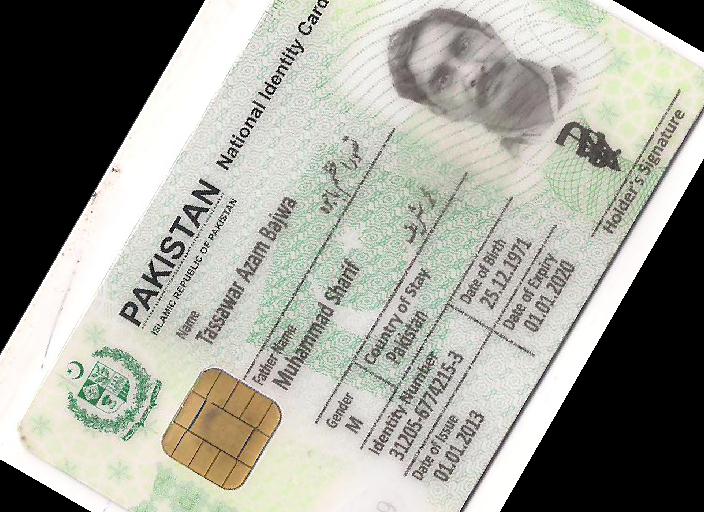 PAKISTAN National Identity Card
ISLAMIC REPUBLIC OF PAKISTAN
Name
Tassawar Azam Bajwa
تصور اعظم باجوہ
Father Name
Muhammad Sharif
محمد شریف
Gender
M
Country of Stay
Pakistan
Identity Number
31205-6774215-3
Date of Birth
25.12.1971
Date of Issue
01.01.2013
Date of Expiry
01.01.2020
Holder's Signature